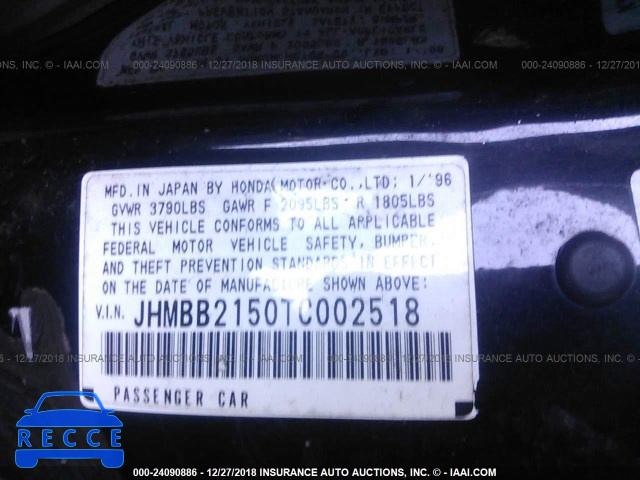 000-24090886 - 12/27/2018 INSURANCE AUTO AUCTIONS, INC. - © IAAI.COM
MFD. IN JAPAN BY HONDA MOTOR CO.,LTD; 1/'96
GVWR 3790LBS GAWR F 2095LBS R 1805LBS
THIS VEHICLE CONFORMS TO ALL APPLICABLE
FEDERAL MOTOR VEHICLE SAFETY, BUMPER,
AND THEFT PREVENTION STANDARDS IN EFFECT
ON THE DATE OF MANUFACTURE SHOWN ABOVE:
V.I.N. JHMBB2150TC002518
000-24090886 - 12/27/2018 INSURANCE AUTO AUCTIONS, INC. - © IAAI.COM
PASSENGER CAR
RECCE
000-24090886 - 12/27/2018 INSURANCE AUTO AUCTIONS, INC. - © IAAI.COM